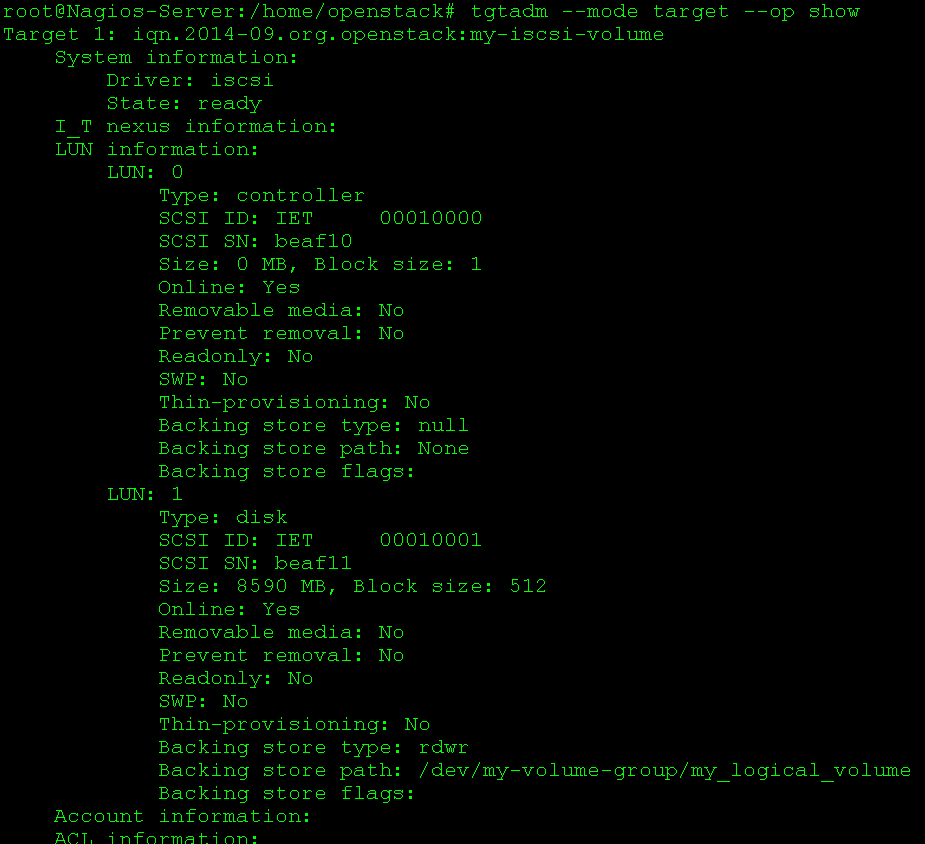 root@Nagios-Server:/home/openstack# tgtadm --mode target --op show
Target 1: iqn.2014-09.org.openstack:my-iscsi-volume
    System information:
        Driver: iscsi
        State: ready
    I_T nexus information:
    LUN information:
        LUN: 0
            Type: controller
            SCSI ID: IET     00010000
            SCSI SN: beaf10
            Size: 0 MB, Block size: 1
            Online: Yes
            Removable media: No
            Prevent removal: No
            Readonly: No
            SWP: No
            Thin-provisioning: No
            Backing store type: null
            Backing store path: None
            Backing store flags:
        LUN: 1
            Type: disk
            SCSI ID: IET     00010001
            SCSI SN: beaf11
            Size: 8590 MB, Block size: 512
            Online: Yes
            Removable media: No
            Prevent removal: No
            Readonly: No
            SWP: No
            Thin-provisioning: No
            Backing store type: rdwr
            Backing store path: /dev/my-volume-group/my_logical_volume
            Backing store flags:
    Account information:
    ACL information: